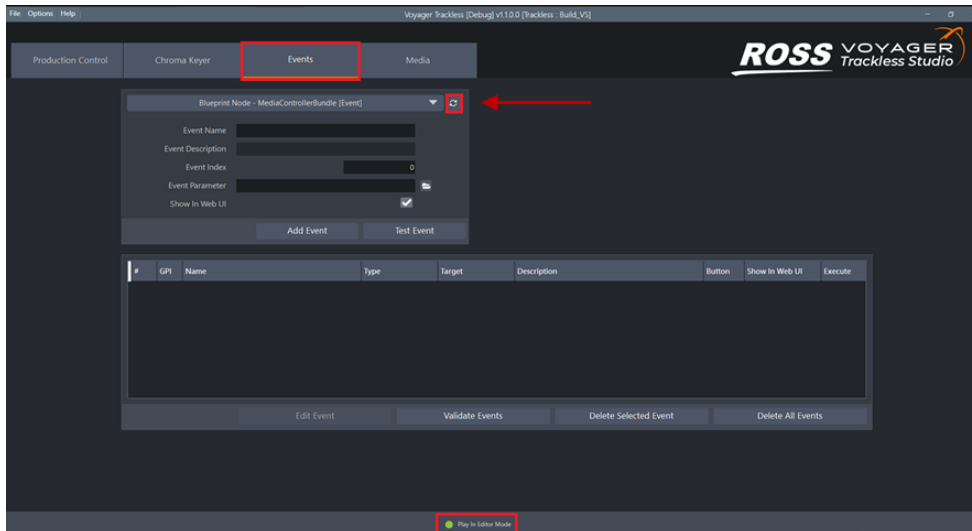 File Options Help Voyager Trackless [Debug] v1.1.0.0 [Trackless : Build_VS]
Production Control Chroma Keyer Events Media
ROSS VOYAGER
Trackless Studio
Blueprint Node - MediaControllerBundle [Event]
Event Name
Event Description
Event Index 0
Event Parameter
Show In Web UI
Add Event Test Event
# GPI Name Type Target Description Button Show In Web UI Execute
Edit Event Validate Events Delete Selected Event Delete All Events
Play In Editor Mode